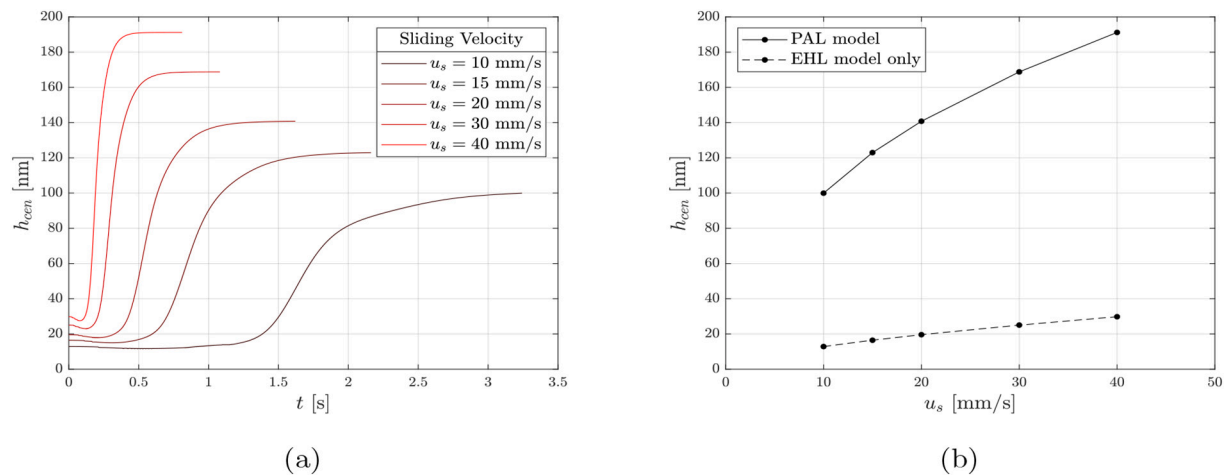 200
180
160
140
120
100
80
60
40
20
0
h_cen [nm]
0 0.5 1 1.5 2 2.5 3 3.5
t [s]
Sliding Velocity
u_s = 10 mm/s
u_s = 15 mm/s
u_s = 20 mm/s
u_s = 30 mm/s
u_s = 40 mm/s
(a)
200
180
160
140
120
100
80
60
40
20
0
h_cen [nm]
0 10 20 30 40 50
u_s [mm/s]
PAL model
EHL model only
(b)